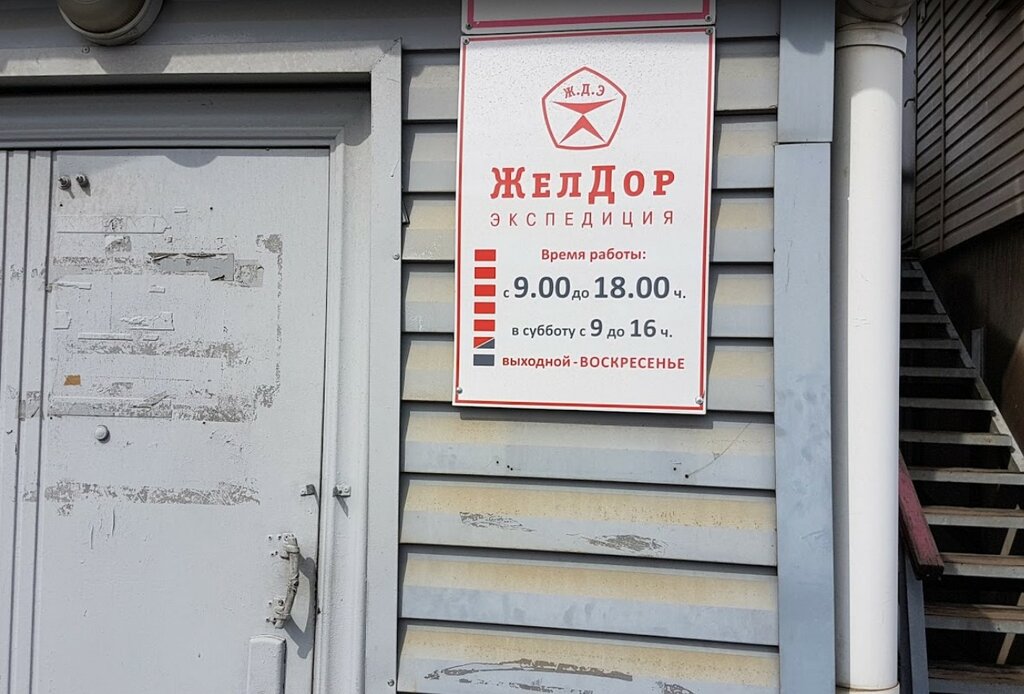 Ж.Д.Э
ЖелДор
ЭКСПЕДИЦИЯ
Время работы:
с 9.00 до 18.00 ч.
в субботу с 9 до 16 ч.
выходной - ВОСКРЕСЕНЬЕ